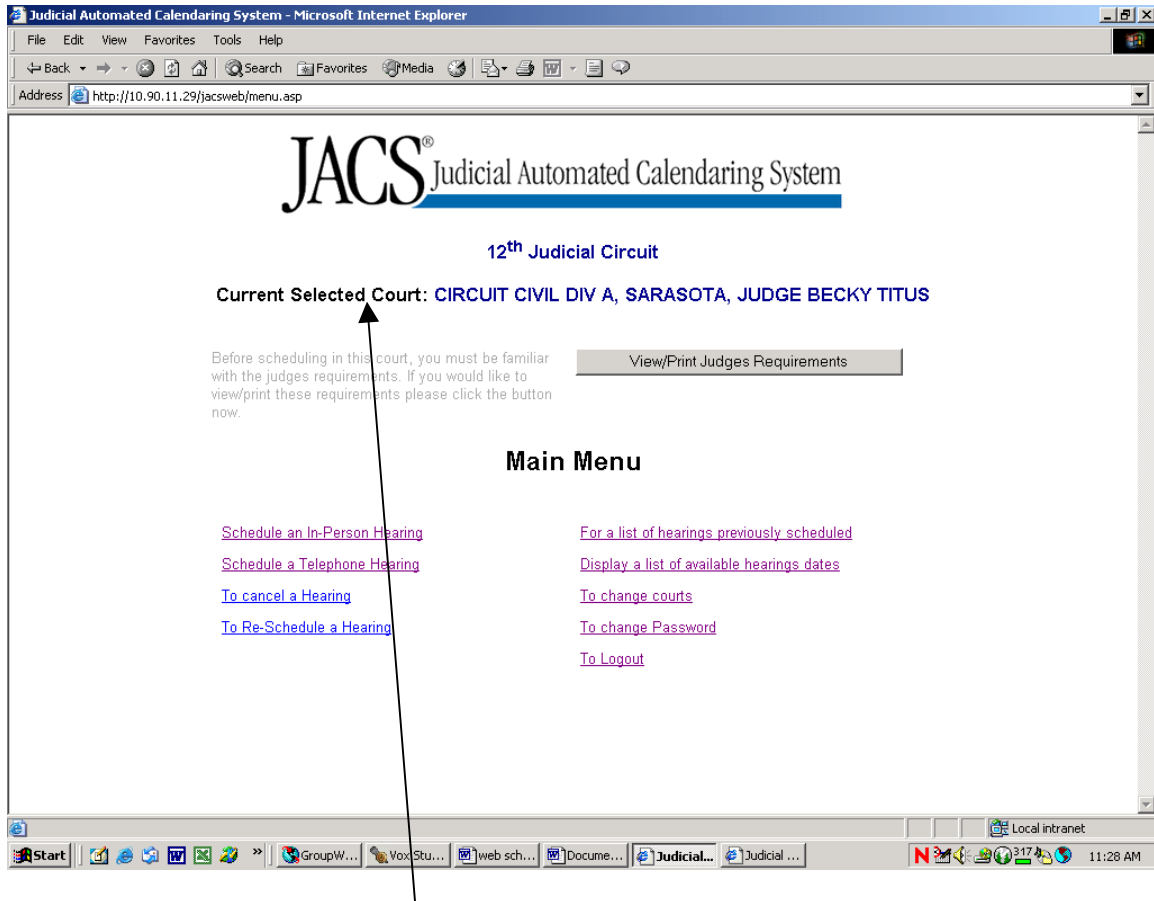 Judicial Automated Calendaring System - Microsoft Internet Explorer
File Edit View Favorites Tools Help
Back Search Favorites Media
Address http://10.90.11.29/jacsweb/menu.asp
JACS® Judicial Automated Calendaring System
12th Judicial Circuit
Current Selected Court: CIRCUIT CIVIL DIV A, SARASOTA, JUDGE BECKY TITUS
Before scheduling in this court, you must be familiar
with the judges requirements. If you would like to
view/print these requirements please click the button
now.
View/Print Judges Requirements
Main Menu
Schedule an In-Person Hearing
Schedule a Telephone Hearing
To cancel a Hearing
To Re-Schedule a Hearing
For a list of hearings previously scheduled
Display a list of available hearings dates
To change courts
To change Password
To Logout
Local intranet
Start » GroupW... Vox Stu... web sch... Docume... Judicial... Judicial ... N 317 11:28 AM